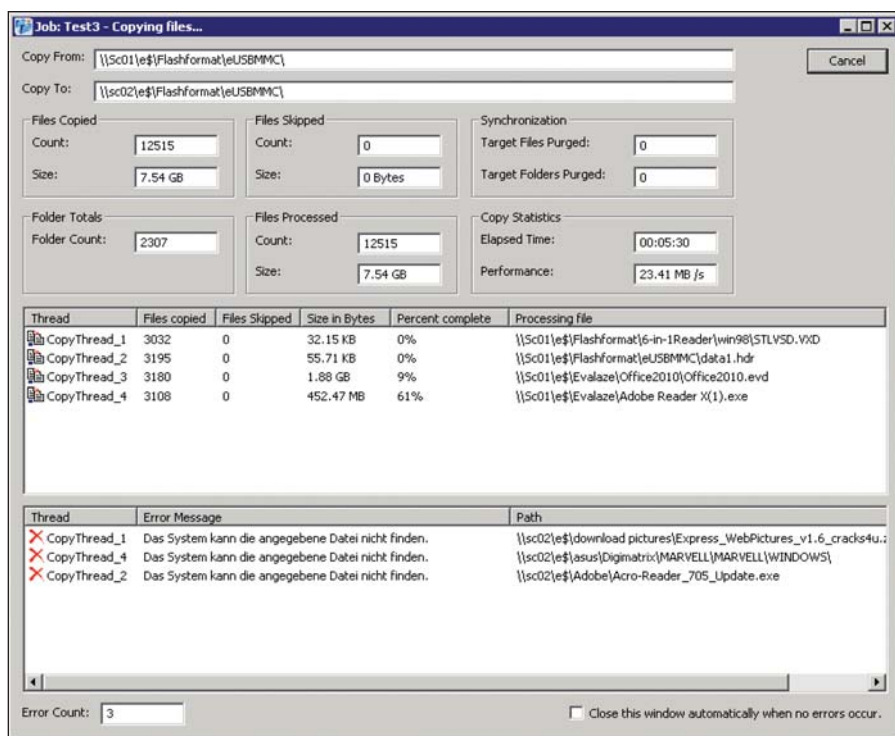 Job: Test3 - Copying files...
Copy From: \\Sc01\e$\Flashformat\eUSBMMC\
Cancel
Copy To: \\sc02\e$\Flashformat\eUSBMMC\
Files Copied
Count: 12515
Size: 7.54 GB
Files Skipped
Count: 0
Size: 0 Bytes
Synchronization
Target Files Purged: 0
Target Folders Purged: 0
Folder Totals
Folder Count: 2307
Files Processed
Count: 12515
Size: 7.54 GB
Copy Statistics
Elapsed Time: 00:05:30
Performance: 23.41 MB /s
Thread Files copied Files Skipped Size in Bytes Percent complete Processing file
CopyThread_1 3032 0 32.15 KB 0% \\Sc01\e$\Flashformat\6-in-1Reader\win98\STLVSD.VXD
CopyThread_2 3195 0 55.71 KB 0% \\Sc01\e$\Flashformat\eUSBMMC\data1.hdr
CopyThread_3 3180 0 1.88 GB 9% \\Sc01\e$\Evalaze\Office2010\Office2010.evd
CopyThread_4 3108 0 452.47 MB 61% \\Sc01\e$\Evalaze\Adobe Reader X(1).exe
Thread Error Message Path
CopyThread_1 Das System kann die angegebene Datei nicht finden. \\sc02\e$\download pictures\Express_WebPictures_v1.6_cracks4u.z
CopyThread_4 Das System kann die angegebene Datei nicht finden. \\sc02\e$\asus\Digimatrix\MARVELL\MARVELL\WINDOWS\
CopyThread_2 Das System kann die angegebene Datei nicht finden. \\sc02\e$\Adobe\Acro-Reader_705_Update.exe
Error Count: 3
Close this window automatically when no errors occur.